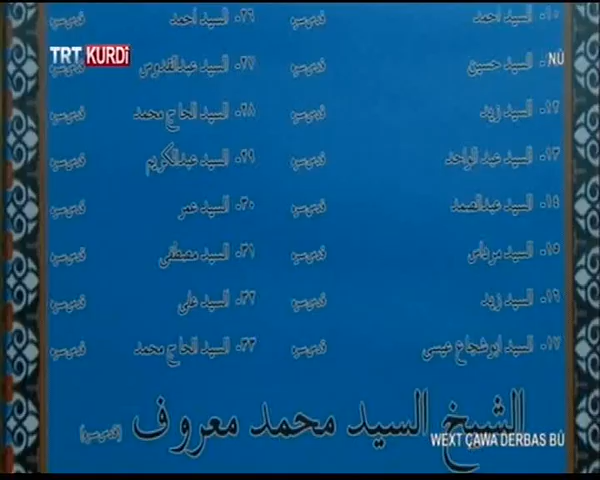 TRT KURDÎ
NÛ
١٠- السيد احمد قدس سره ٢٦- السيد احمد قدس سره
السيد حسين قدس سره ٢٧- السيد عبدالقدوس قدس سره
١٢- السيد زيد قدس سره ٢٨- السيد الحاج محمد قدس سره
١٣- السيد عبد الواحد قدس سره ٢٩- السيد عبدالكريم قدس سره
١٤- السيد عبدالصمد قدس سره ٣٠- السيد عمر قدس سره
١٥- السيد مرداس قدس سره ٣١- السيد مصطفى قدس سره
١٦- السيد زيد قدس سره ٣٢- السيد على قدس سره
١٧- السيد ابو شجاع عيسى قدس سره ٣٣- السيد الحاج محمد قدس سره
الشيخ السيد محمد معروف (قدس سره)
WEXT ÇAWA DERBAS BÛ